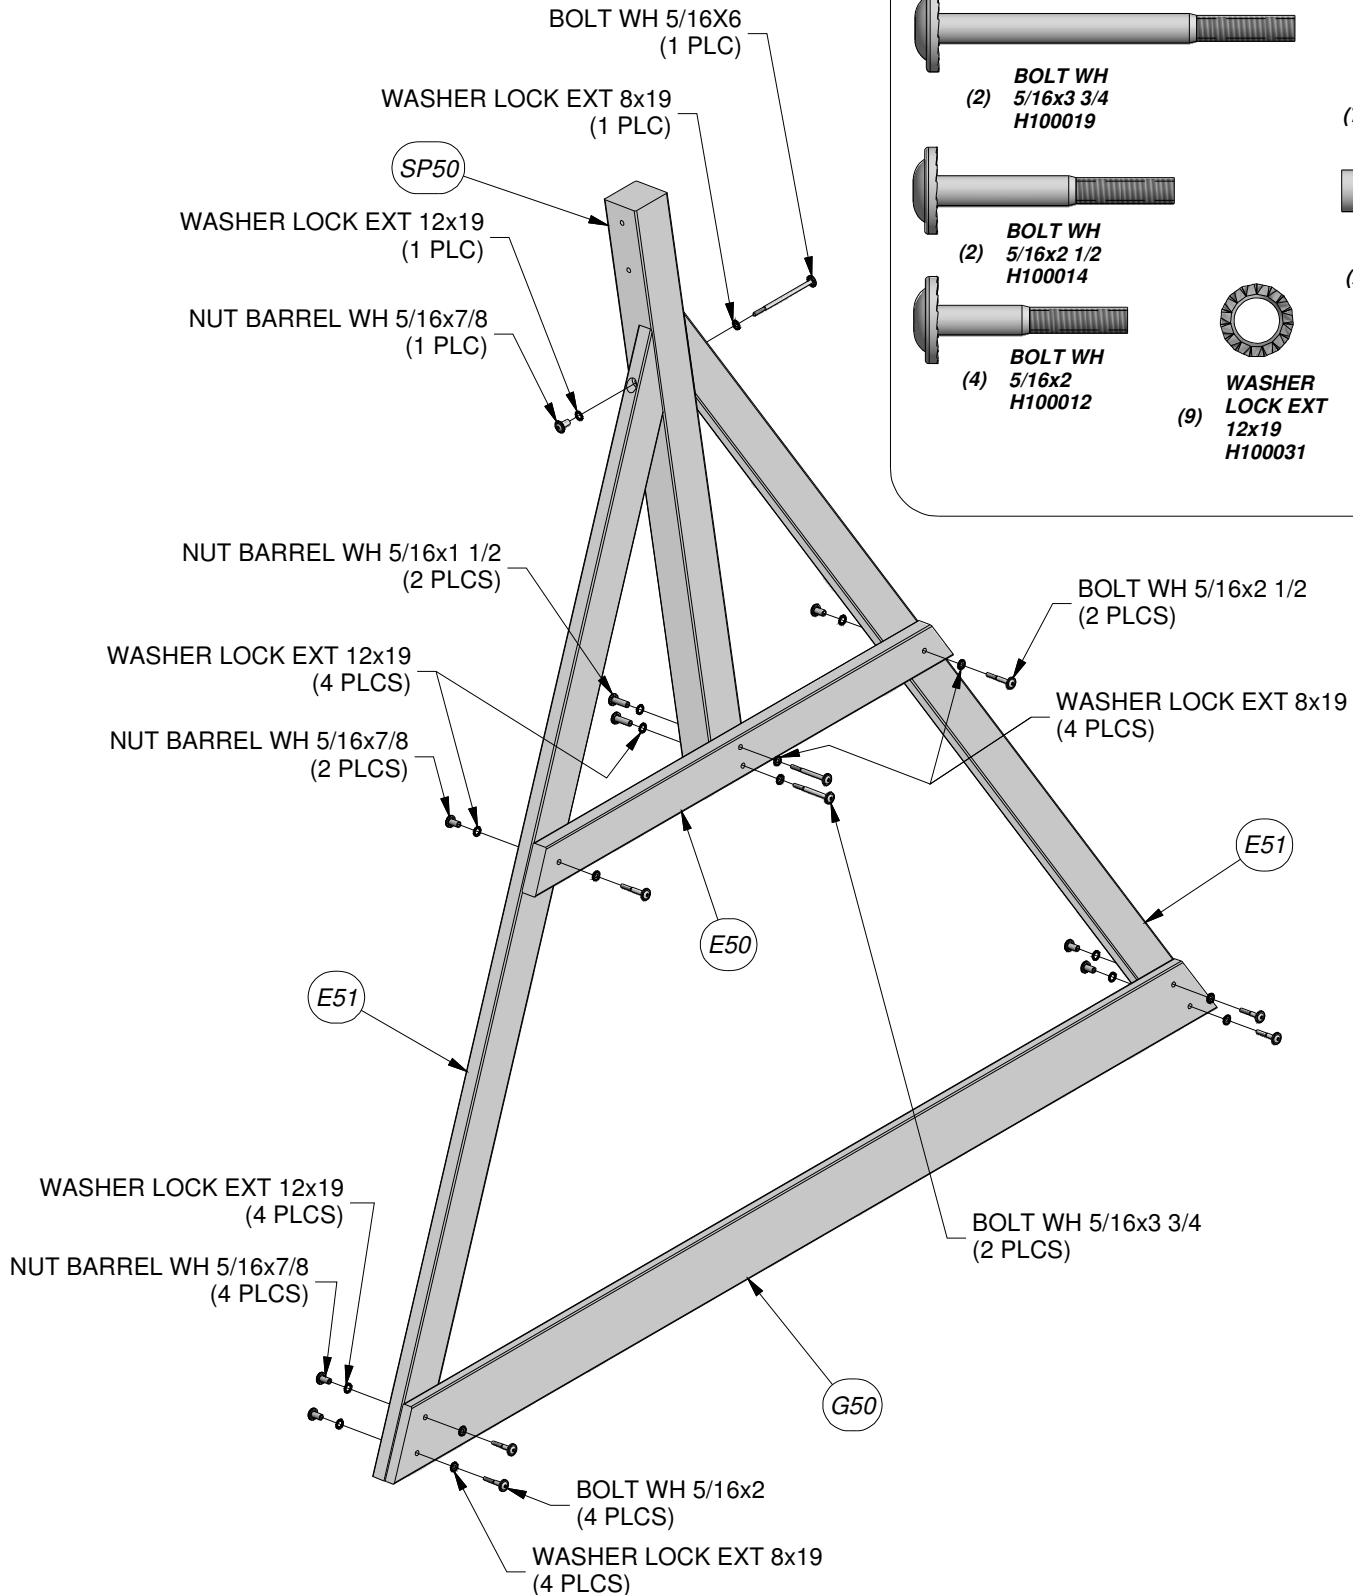 BOLT WH 5/16X6
(1 PLC)
WASHER LOCK EXT 8x19
(1 PLC)
SP50
WASHER LOCK EXT 12x19
(1 PLC)
NUT BARREL WH 5/16x7/8
(1 PLC)
(2) BOLT WH
5/16x3 3/4
H100019
(2) BOLT WH
5/16x2 1/2
H100014
(4) BOLT WH
5/16x2
H100012
(9) WASHER
LOCK EXT
12x19
H100031
NUT BARREL WH 5/16x1 1/2
(2 PLCS)
WASHER LOCK EXT 12x19
(4 PLCS)
NUT BARREL WH 5/16x7/8
(2 PLCS)
BOLT WH 5/16x2 1/2
(2 PLCS)
WASHER LOCK EXT 8x19
(4 PLCS)
E51
E50
E51
WASHER LOCK EXT 12x19
(4 PLCS)
NUT BARREL WH 5/16x7/8
(4 PLCS)
BOLT WH 5/16x3 3/4
(2 PLCS)
G50
BOLT WH 5/16x2
(4 PLCS)
WASHER LOCK EXT 8x19
(4 PLCS)